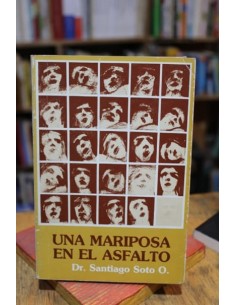 UNA MARIPOSA
EN EL ASFALTO
Dr. Santiago Soto O.